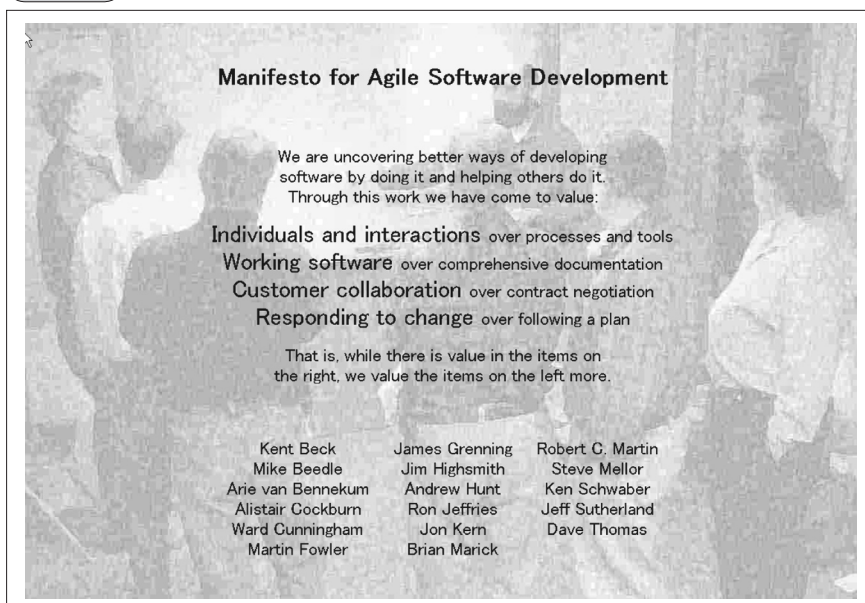 Manifesto for Agile Software Development
We are uncovering better ways of developing
software by doing it and helping others do it.
Through this work we have come to value:
Individuals and interactions over processes and tools
Working software over comprehensive documentation
Customer collaboration over contract negotiation
Responding to change over following a plan
That is, while there is value in the items on
the right, we value the items on the left more.
Kent Beck James Grenning Robert C. Martin
Mike Beedle Jim Highsmith Steve Mellor
Arie van Bennekum Andrew Hunt Ken Schwaber
Alistair Cockburn Ron Jeffries Jeff Sutherland
Ward Cunningham Jon Kern Dave Thomas
Martin Fowler Brian Marick